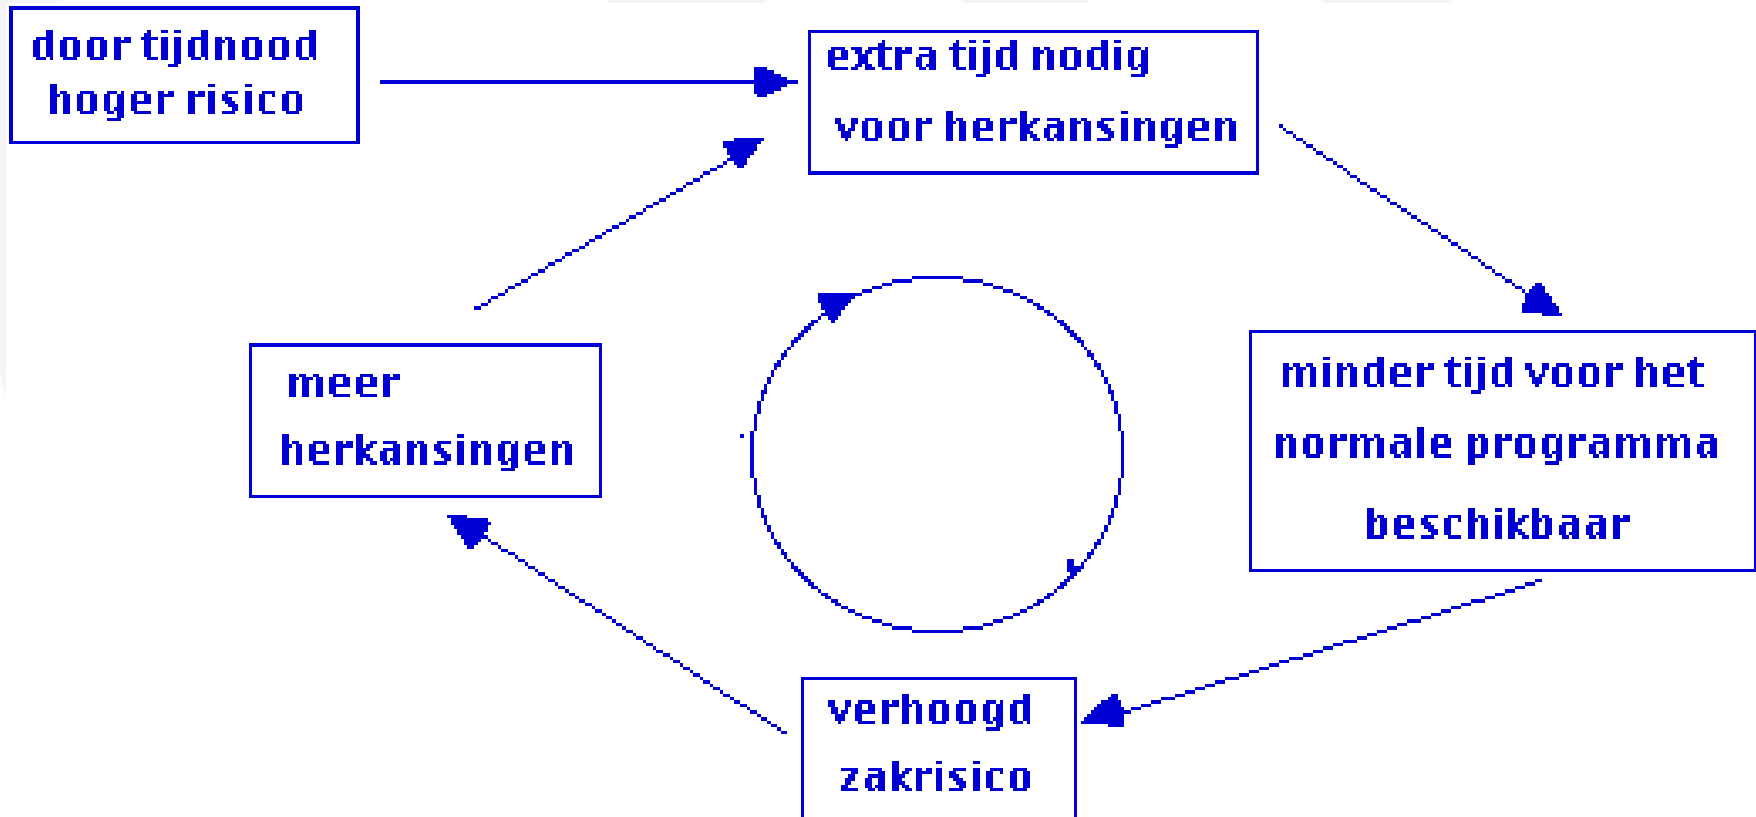 door tijdnood
hoger risico
extra tijd nodig
voor herkansingen
minder tijd voor het
normale programma
beschikbaar
verhoogd
zakrisico
meer
herkansingen